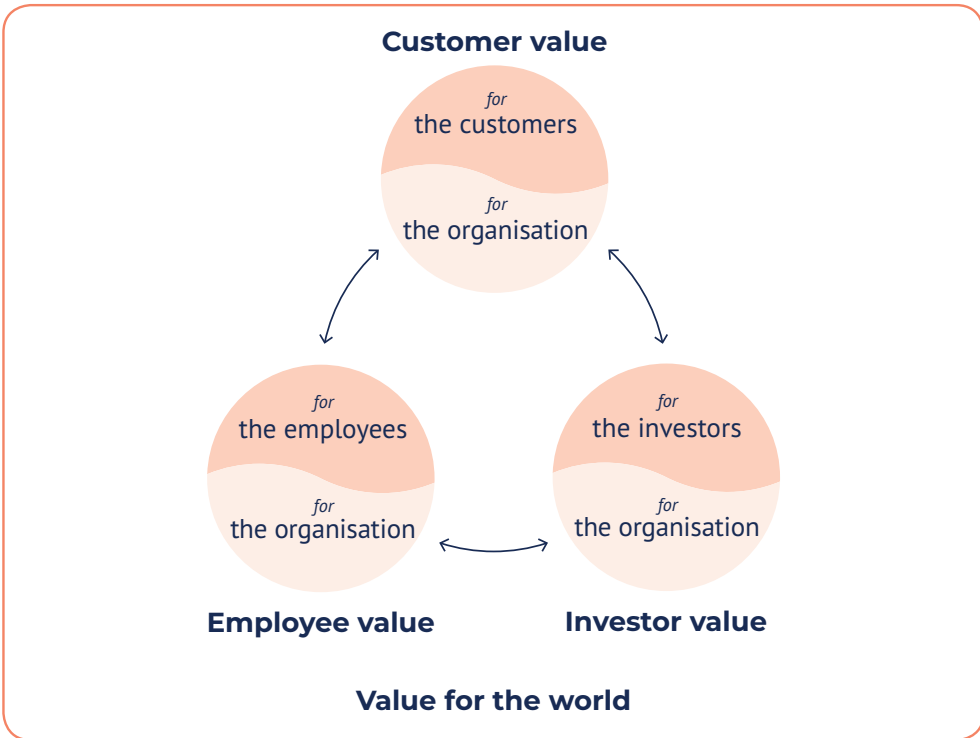 Customer value
for
the customers
for
the organisation
for
the employees
for
the organisation
for
the investors
for
the organisation
Employee value
Investor value
Value for the world